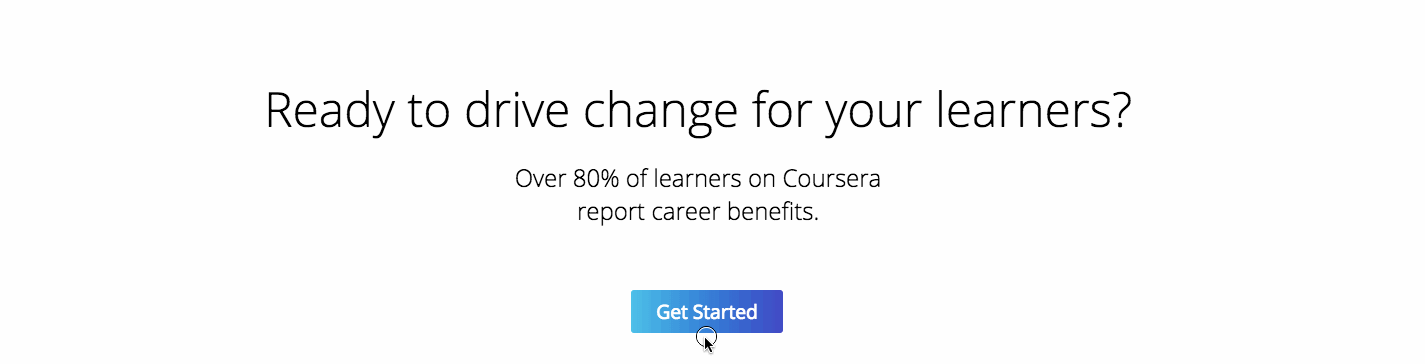 Ready to drive change for your learners?
Over 80% of learners on Coursera
report career benefits.
Get Started